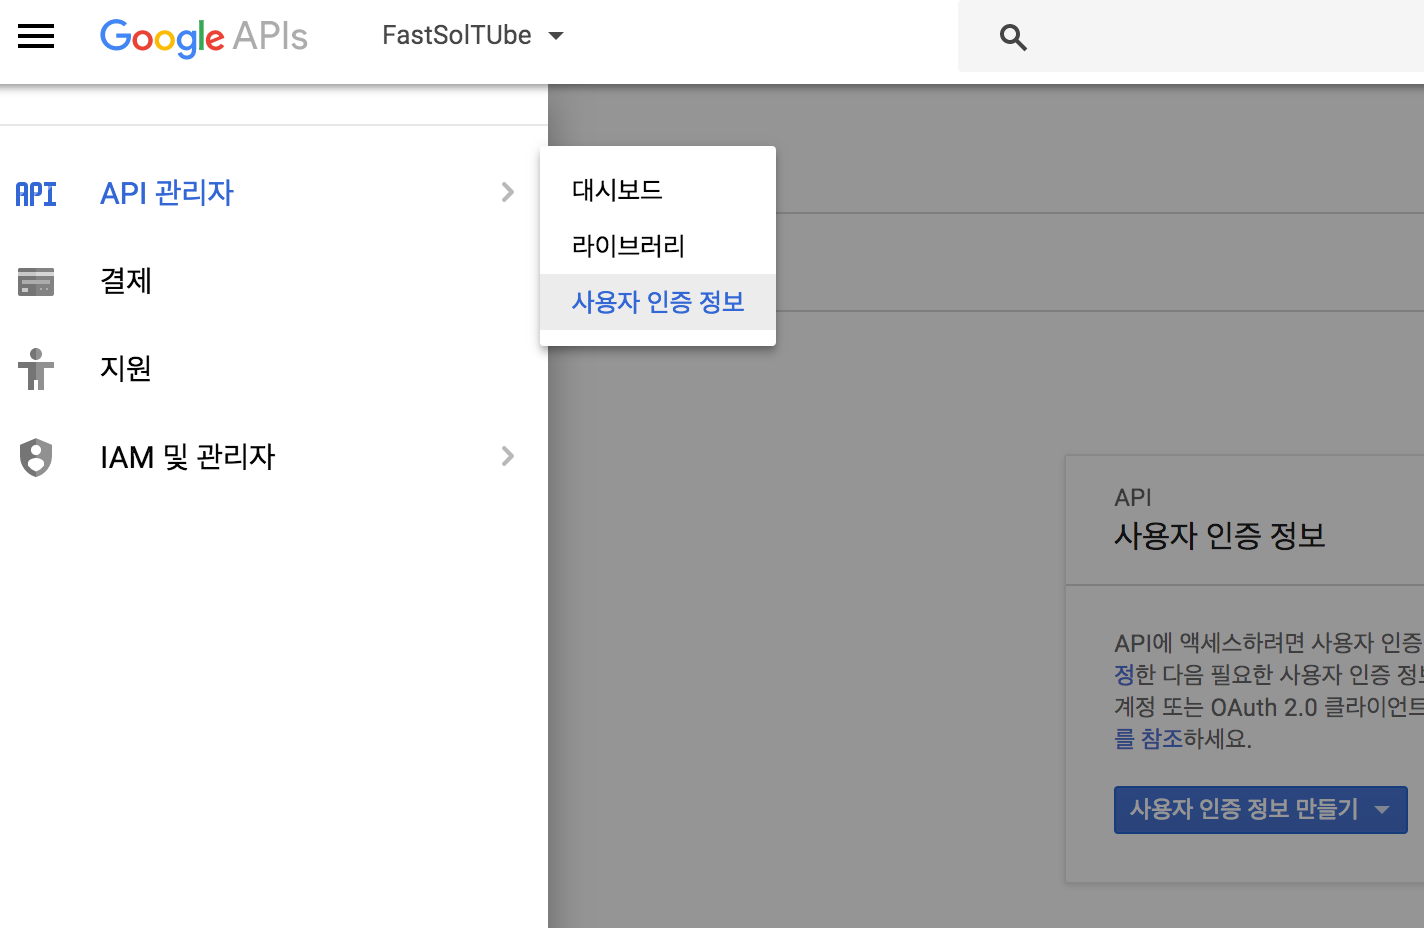 Google APIs
FastSolTUbe
API API 관리자
결제
지원
IAM 및 관리자
대시보드
라이브러리
사용자 인증 정보
API
사용자 인증 정보
API에 액세스하려면 사용자 인증
정한 다음 필요한 사용자 인증 정보
계정 또는 OAuth 2.0 클라이언트
를 참조하세요.
사용자 인증 정보 만들기